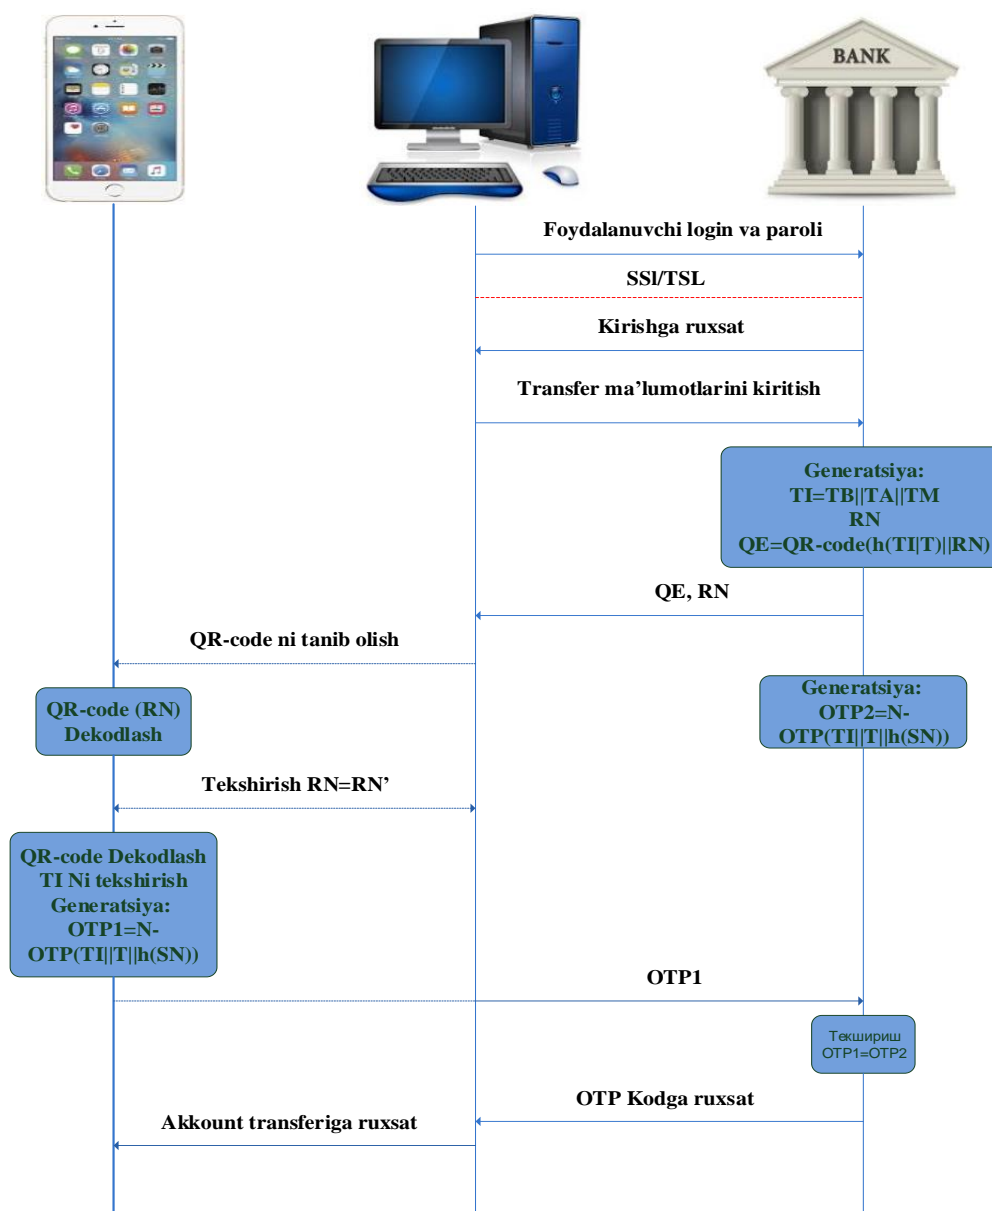 BANK
Foydalanuvchi login va paroli
SSl/TSL
Kirishga ruxsat
Transfer ma’lumotlarini kiritish
Generatsiya:
TI=TB||TA||TM
RN
QE=QR-code(h(TI|T)||RN)
QE, RN
QR-code ni tanib olish
QR-code (RN)
Dekodlash
Generatsiya:
OTP2=N-
OTP(TI||T||h(SN))
Tekshirish RN=RN’
QR-code Dekodlash
TI Ni tekshirish
Generatsiya:
OTP1=N-
OTP(TI||T||h(SN))
OTP1
Текшириш
OTP1=OTP2
OTP Kodga ruxsat
Akkount transferiga ruxsat